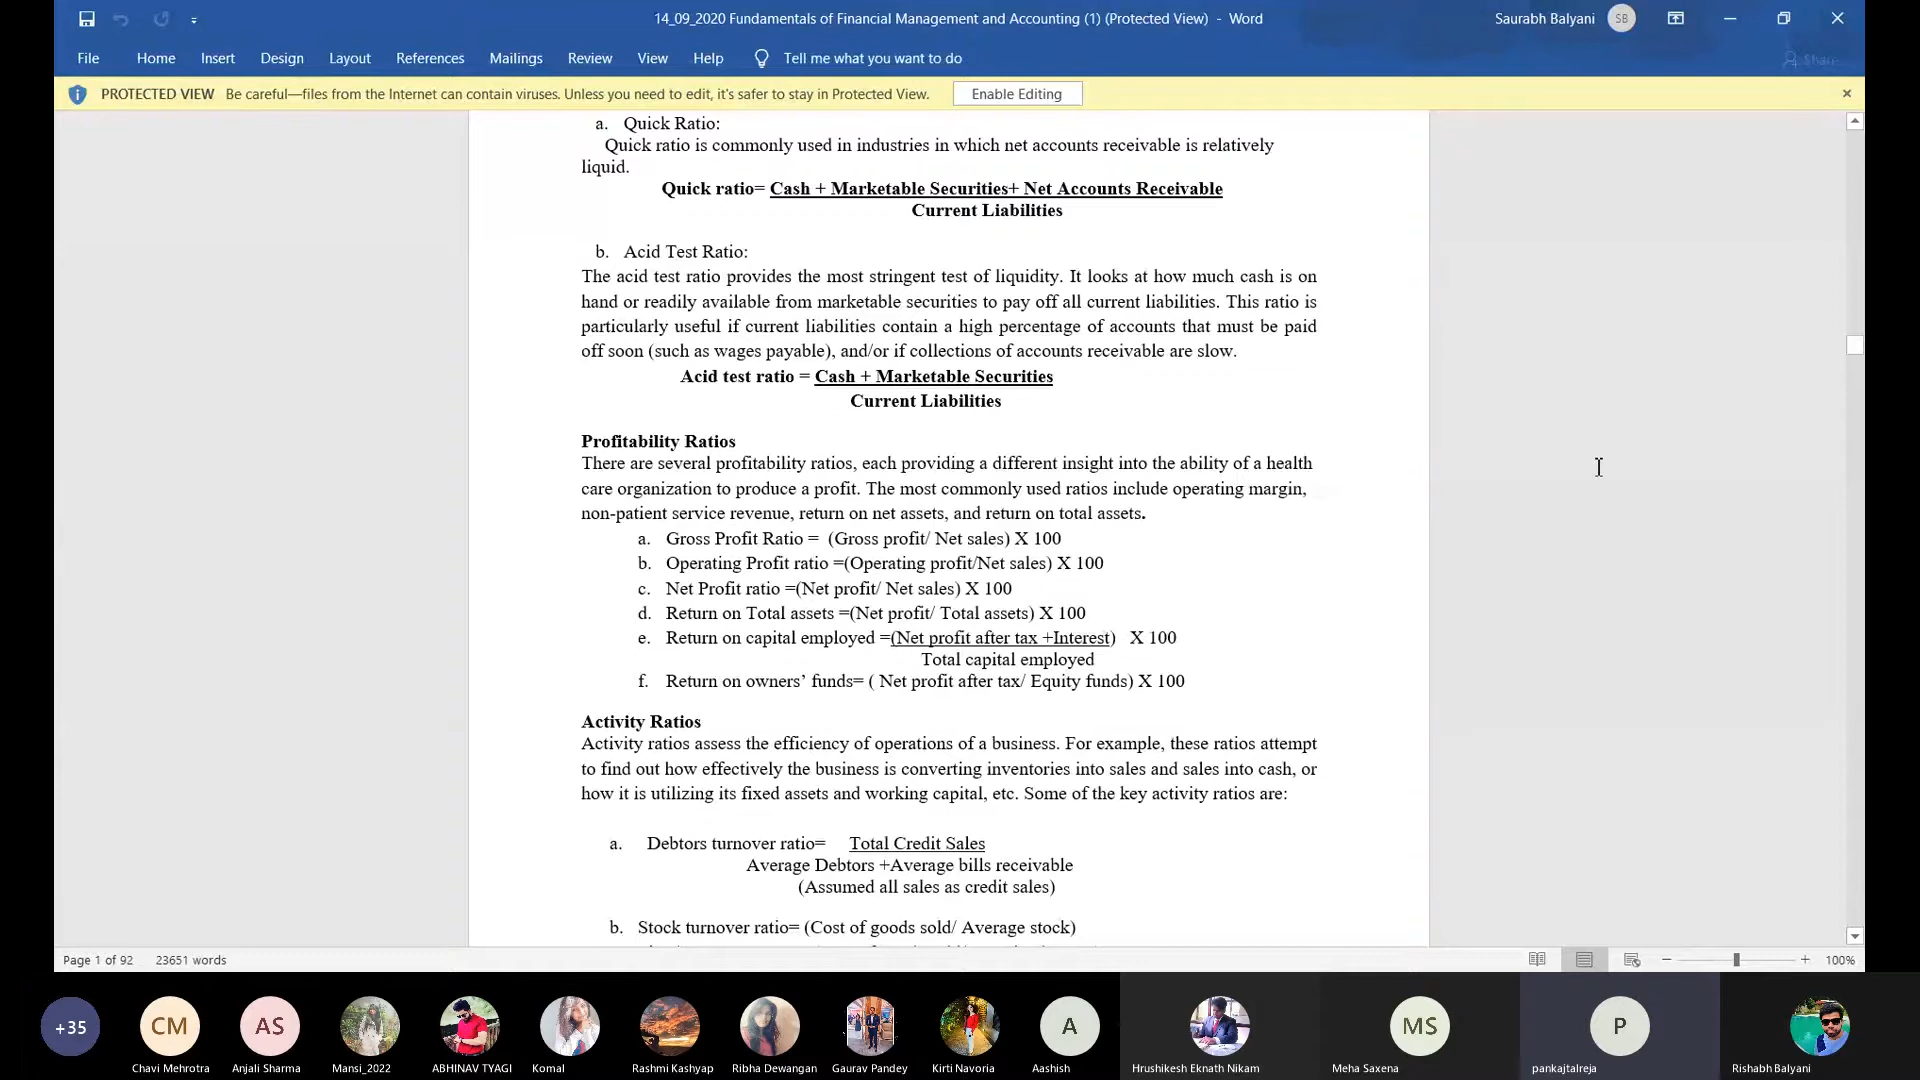 14_09_2020 Fundamentals of Financial Management and Accounting (1) (Protected View) - Word
Saurabh Balyani
SB
File Home Insert Design Layout References Mailings Review View Help Tell me what you want to do
Share
PROTECTED VIEW Be careful—files from the Internet can contain viruses. Unless you need to edit, it's safer to stay in Protected View. Enable Editing
a. Quick Ratio:
Quick ratio is commonly used in industries in which net accounts receivable is relatively
liquid.
Quick ratio= Cash + Marketable Securities+ Net Accounts Receivable
Current Liabilities
b. Acid Test Ratio:
The acid test ratio provides the most stringent test of liquidity. It looks at how much cash is on
hand or readily available from marketable securities to pay off all current liabilities. This ratio is
particularly useful if current liabilities contain a high percentage of accounts that must be paid
off soon (such as wages payable), and/or if collections of accounts receivable are slow.
Acid test ratio = Cash + Marketable Securities
Current Liabilities
Profitability Ratios
There are several profitability ratios, each providing a different insight into the ability of a health
care organization to produce a profit. The most commonly used ratios include operating margin,
non-patient service revenue, return on net assets, and return on total assets.
a. Gross Profit Ratio = (Gross profit/ Net sales) X 100
b. Operating Profit ratio =(Operating profit/Net sales) X 100
c. Net Profit ratio =(Net profit/ Net sales) X 100
d. Return on Total assets =(Net profit/ Total assets) X 100
e. Return on capital employed =(Net profit after tax +Interest) X 100
Total capital employed
f. Return on owners’ funds= ( Net profit after tax/ Equity funds) X 100
Activity Ratios
Activity ratios assess the efficiency of operations of a business. For example, these ratios attempt
to find out how effectively the business is converting inventories into sales and sales into cash, or
how it is utilizing its fixed assets and working capital, etc. Some of the key activity ratios are:
a. Debtors turnover ratio= Total Credit Sales
Average Debtors +Average bills receivable
(Assumed all sales as credit sales)
b. Stock turnover ratio= (Cost of goods sold/ Average stock)
Page 1 of 92 23651 words
100%
+35 CM AS A MS P
Chavi Mehrotra Anjali Sharma Mansi_2022 ABHINAV TYAGI Komal Rashmi Kashyap Ribha Dewangan Gaurav Pandey Kirti Navoria Aashish Hrushikesh Eknath Nikam Meha Saxena pankajtalreja Rishabh Balyani